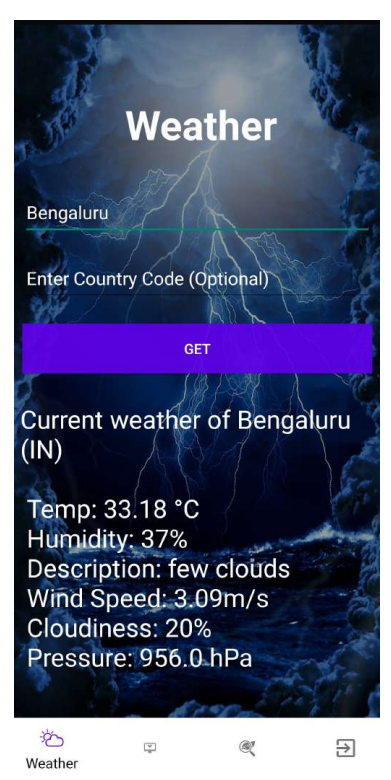 Weather
Bengaluru
Enter Country Code (Optional)
GET
Current weather of Bengaluru
(IN)
Temp: 33.18 °C
Humidity: 37%
Description: few clouds
Wind Speed: 3.09m/s
Cloudiness: 20%
Pressure: 956.0 hPa
Weather